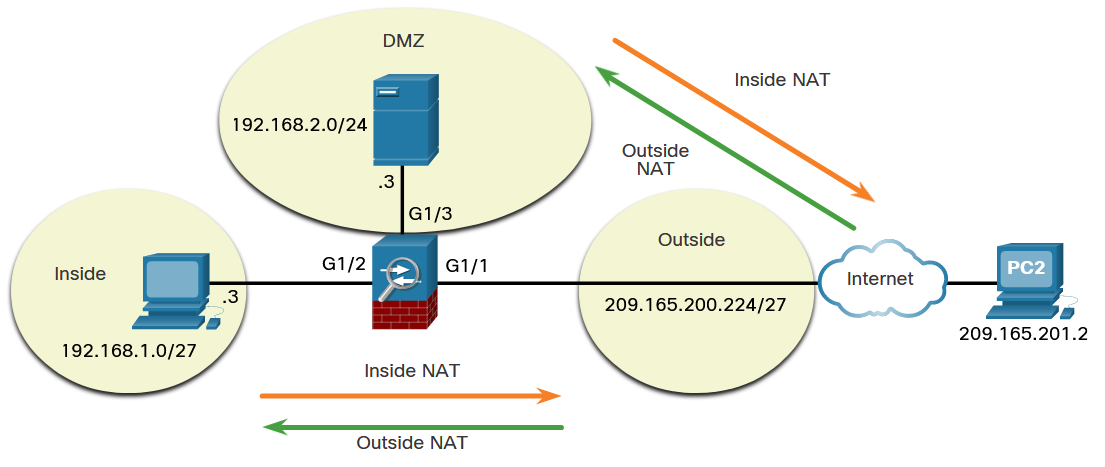 DMZ
192.168.2.0/24
.3
G1/3
Inside NAT
Outside
NAT
Inside
.3
192.168.1.0/27
G1/2
G1/1
Outside
209.165.200.224/27
Internet
PC2
209.165.201.2
Inside NAT
Outside NAT